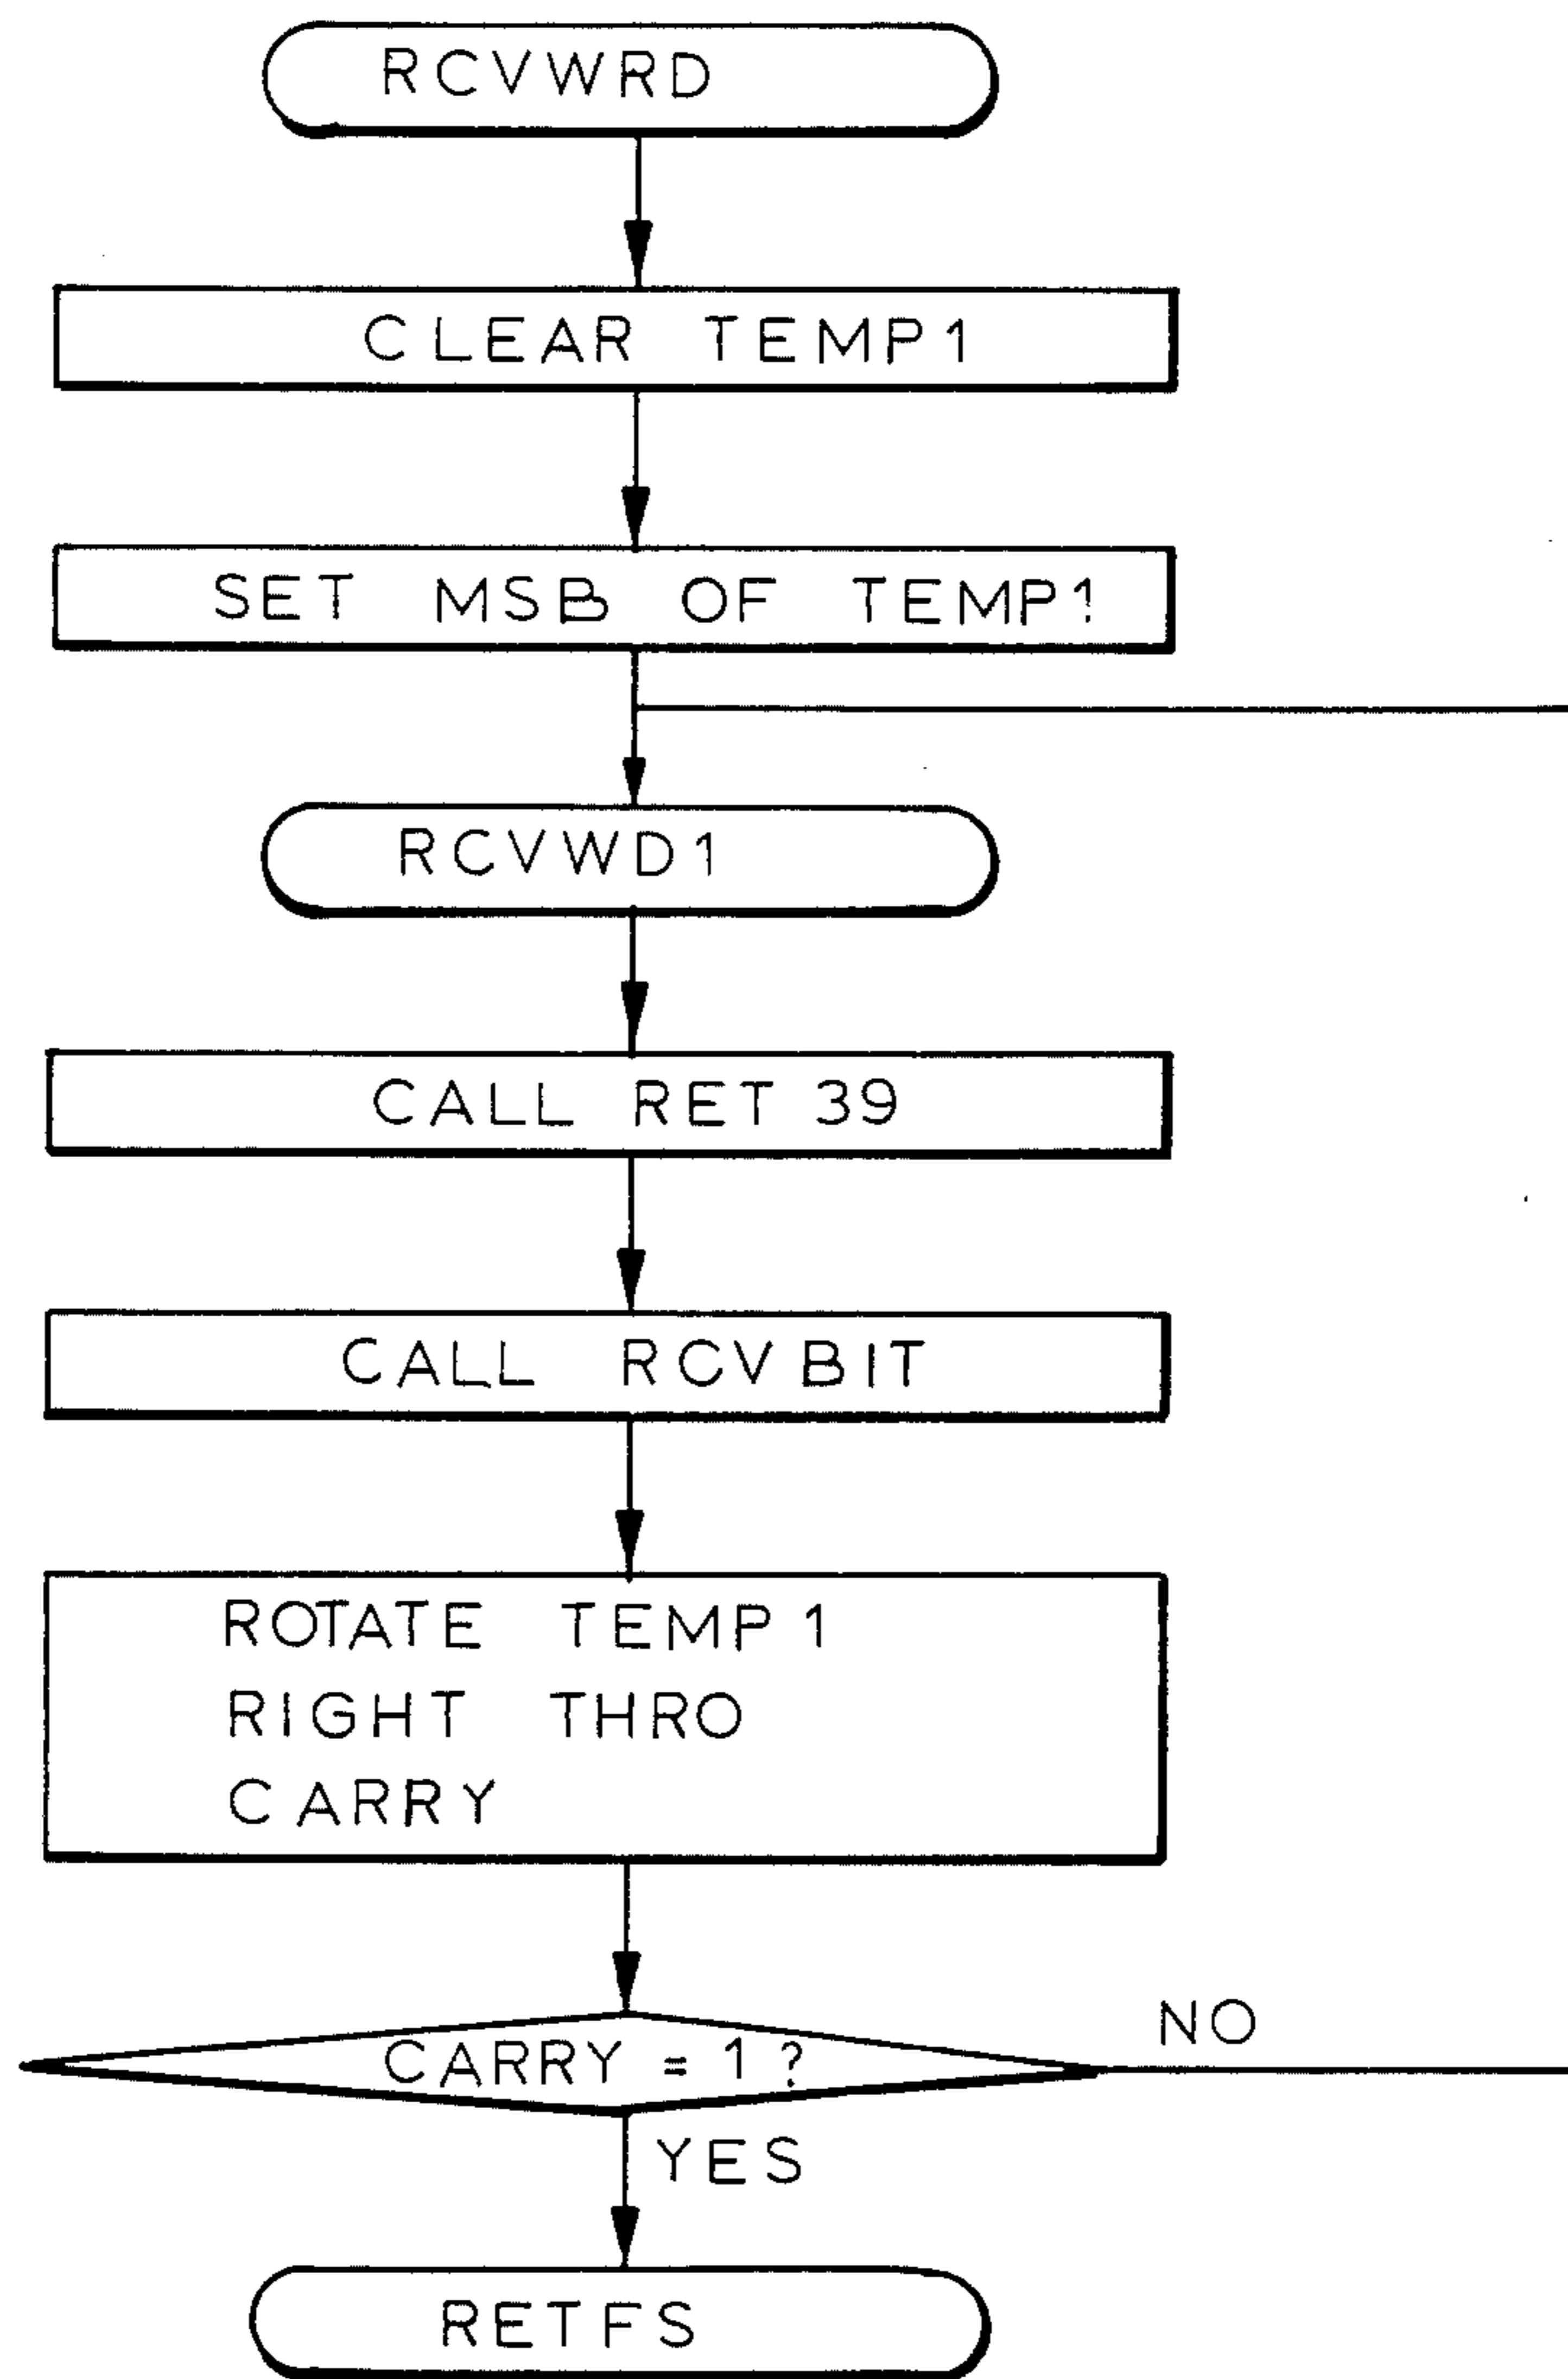 RCVWRD
CLEAR TEMP1
SET MSB OF TEMP1
RCVWD1
CALL RET 39
CALL RCVBIT
ROTATE TEMP1
RIGHT THRO
CARRY
CARRY = 1 ?
NO
YES
RETFS